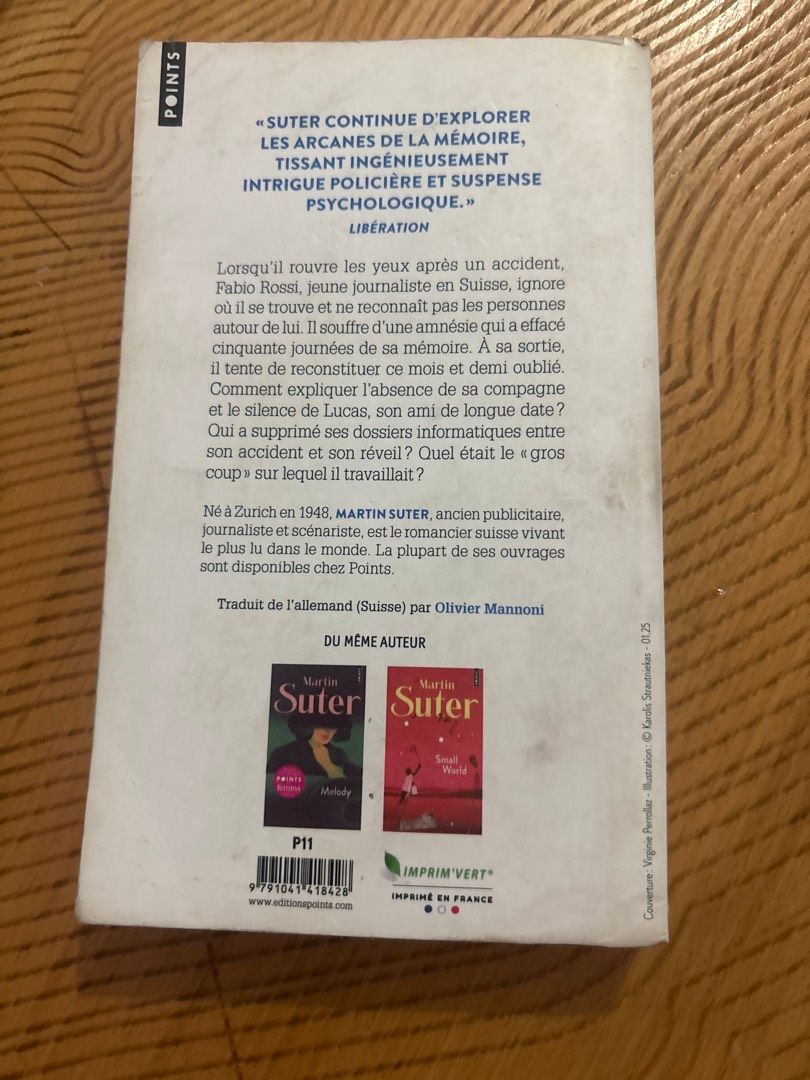 POINTS
« SUTER CONTINUE D'EXPLORER
LES ARCANES DE LA MÉMOIRE,
TISSANT INGÉNIEUSEMENT
INTRIGUE POLICIÈRE ET SUSPENSE
PSYCHOLOGIQUE. »
LIBÉRATION
Lorsqu'il rouvre les yeux après un accident,
Fabio Rossi, jeune journaliste en Suisse, ignore
où il se trouve et ne reconnaît pas les personnes
autour de lui. Il souffre d'une amnésie qui a effacé
cinquante journées de sa mémoire. À sa sortie,
il tente de reconstituer ce mois et demi oublié.
Comment expliquer l'absence de sa compagne
et le silence de Lucas, son ami de longue date ?
Qui a supprimé ses dossiers informatiques entre
son accident et son réveil ? Quel était le « gros
coup » sur lequel il travaillait ?
Né à Zurich en 1948, MARTIN SUTER, ancien publicitaire,
journaliste et scénariste, est le romancier suisse vivant
le plus lu dans le monde. La plupart de ses ouvrages
sont disponibles chez Points.
Traduit de l'allemand (Suisse) par Olivier Mannoni
DU MÊME AUTEUR
Martin
Suter
POINTS
femina
Melody
Martin
Suter
Small
World
P11
9 791041 418428
www.editionspoints.com
IMPRIM'VERT®
IMPRIMÉ EN FRANCE
Couverture : Virginie Perrollaz - Illustration : © Karolis Strautniekas - 01.25